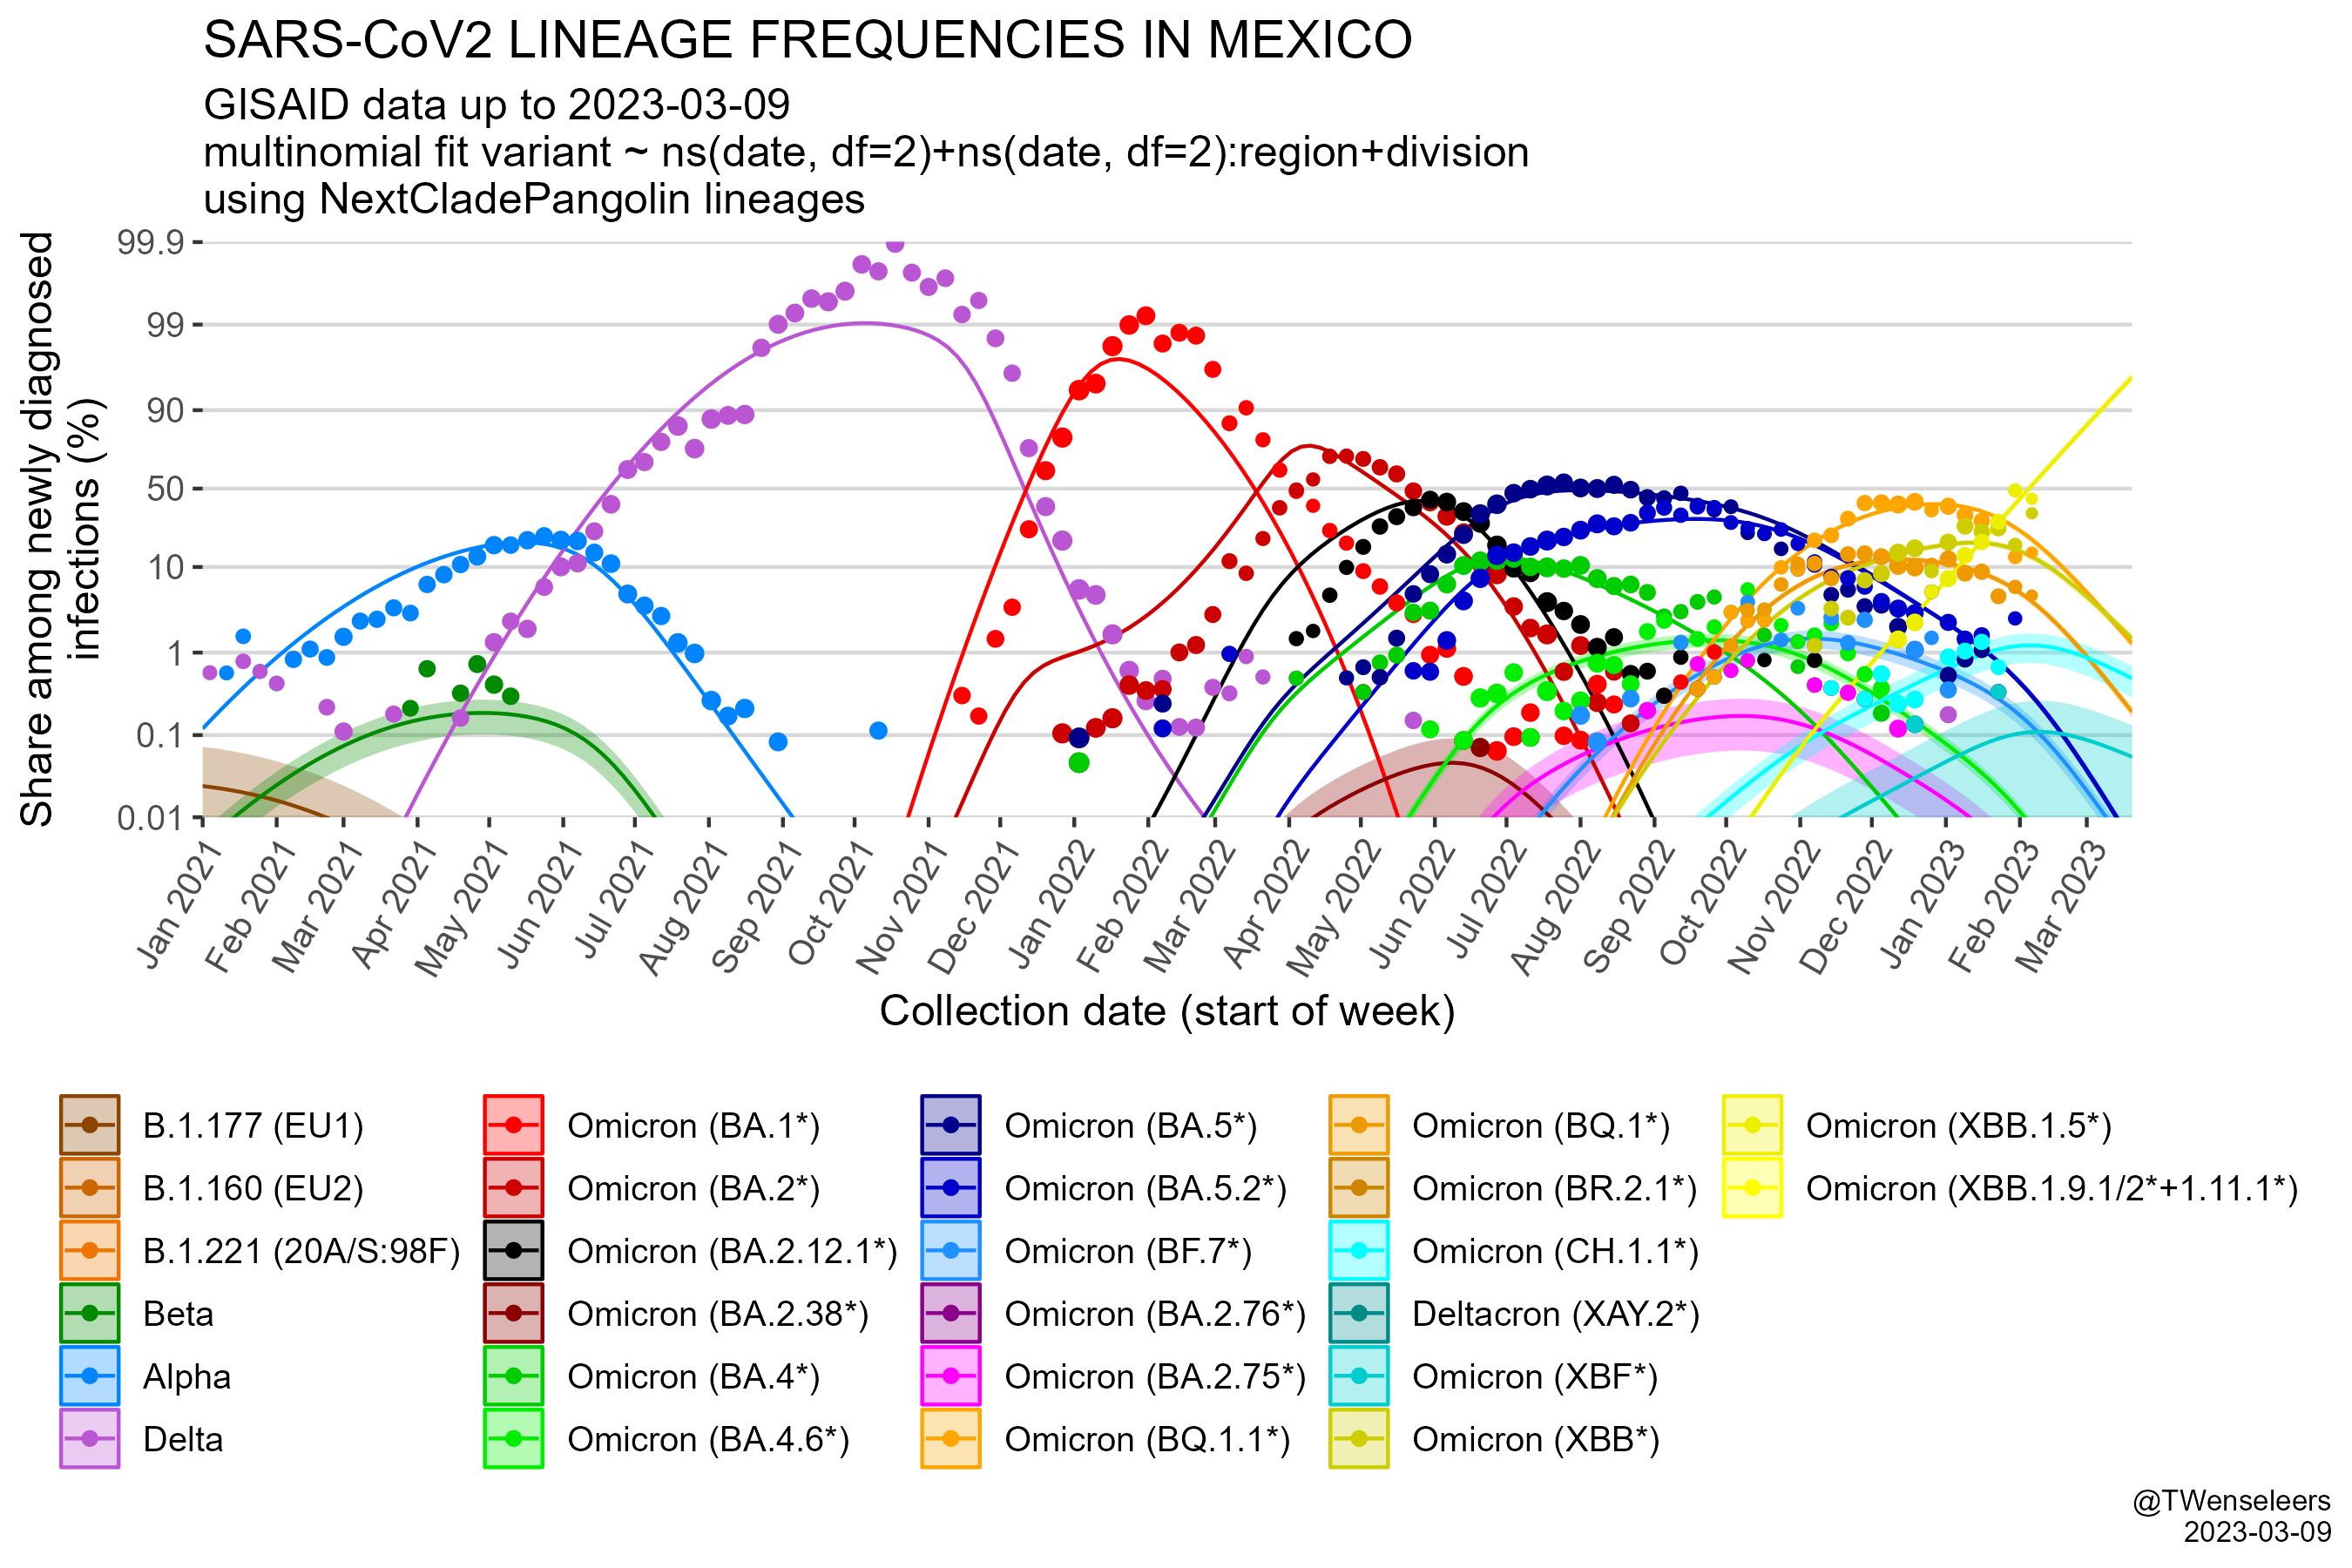 SARS-CoV2 LINEAGE FREQUENCIES IN MEXICO
GISAID data up to 2023-03-09
multinomial fit variant ~ ns(date, df=2)+ns(date, df=2):region+division
using NextCladePangolin lineages
Share among newly diagnosed
infections (%)
99.9
99
90
50
10
1
0.1
0.01
Jan 2021
Feb 2021
Mar 2021
Apr 2021
May 2021
Jun 2021
Jul 2021
Aug 2021
Sep 2021
Oct 2021
Nov 2021
Dec 2021
Jan 2022
Feb 2022
Mar 2022
Apr 2022
May 2022
Jun 2022
Jul 2022
Aug 2022
Sep 2022
Oct 2022
Nov 2022
Dec 2022
Jan 2023
Feb 2023
Mar 2023
Collection date (start of week)
B.1.177 (EU1)
B.1.160 (EU2)
B.1.221 (20A/S:98F)
Beta
Alpha
Delta
Omicron (BA.1*)
Omicron (BA.2*)
Omicron (BA.2.12.1*)
Omicron (BA.2.38*)
Omicron (BA.4*)
Omicron (BA.4.6*)
Omicron (BA.5*)
Omicron (BA.5.2*)
Omicron (BF.7*)
Omicron (BA.2.76*)
Omicron (BA.2.75*)
Omicron (BQ.1.1*)
Omicron (BQ.1*)
Omicron (BR.2.1*)
Omicron (CH.1.1*)
Deltacron (XAY.2*)
Omicron (XBF*)
Omicron (XBB*)
Omicron (XBB.1.5*)
Omicron (XBB.1.9.1/2*+1.11.1*)
@TWenseleers
2023-03-09